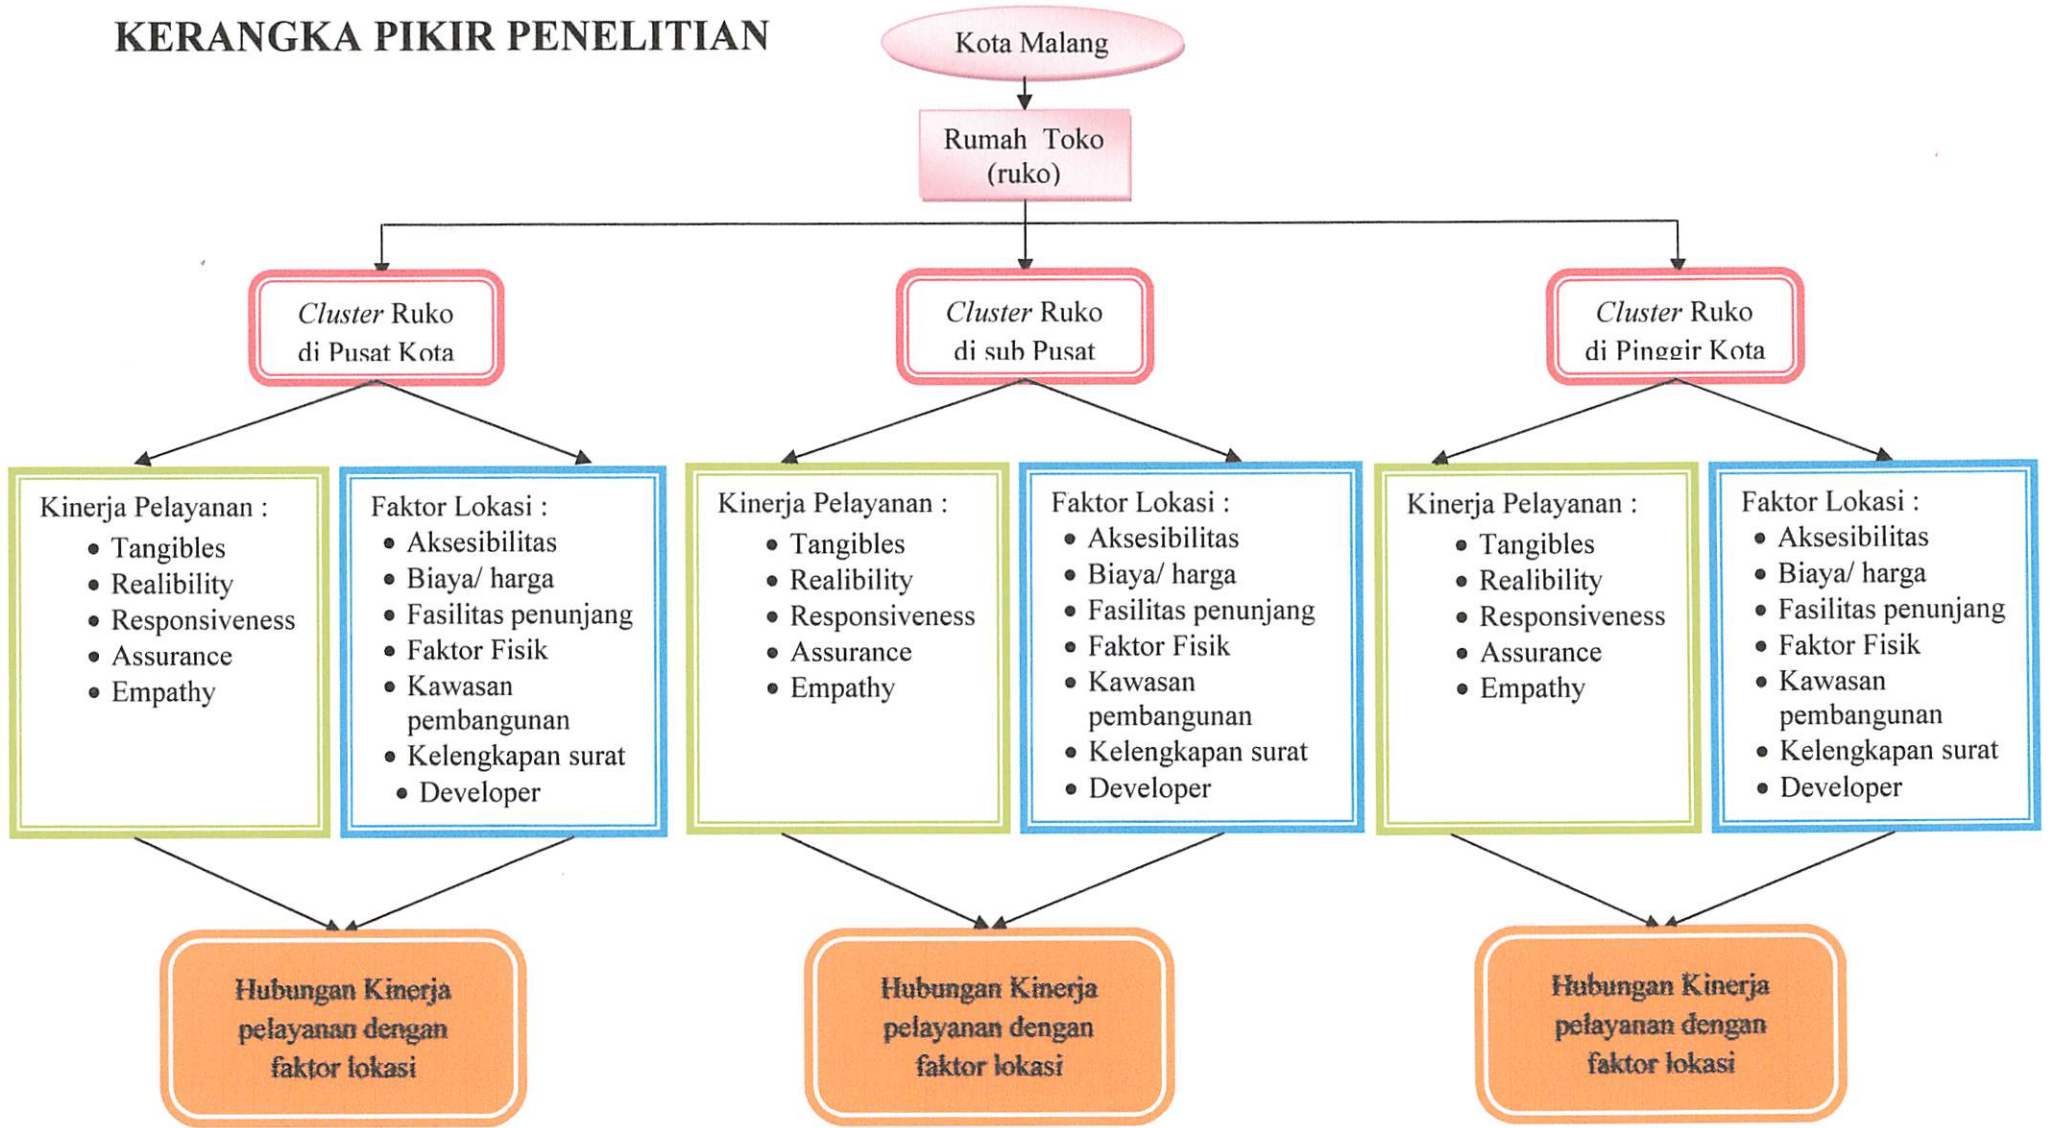 KERANGKA PIKIR PENELITIAN
Kota Malang
Rumah Toko
(ruko)
Cluster Ruko
di Pusat Kota
Cluster Ruko
di sub Pusat
Cluster Ruko
di Pinggir Kota
Kinerja Pelayanan :
• Tangibles
• Realibility
• Responsiveness
• Assurance
• Empathy
Faktor Lokasi :
• Aksesibilitas
• Biaya/ harga
• Fasilitas penunjang
• Faktor Fisik
• Kawasan
pembangunan
• Kelengkapan surat
• Developer
Kinerja Pelayanan :
• Tangibles
• Realibility
• Responsiveness
• Assurance
• Empathy
Faktor Lokasi :
• Aksesibilitas
• Biaya/ harga
• Fasilitas penunjang
• Faktor Fisik
• Kawasan
pembangunan
• Kelengkapan surat
• Developer
Kinerja Pelayanan :
• Tangibles
• Realibility
• Responsiveness
• Assurance
• Empathy
Faktor Lokasi :
• Aksesibilitas
• Biaya/ harga
• Fasilitas penunjang
• Faktor Fisik
• Kawasan
pembangunan
• Kelengkapan surat
• Developer
Hubungan Kinerja
pelayanan dengan
faktor lokasi
Hubungan Kinerja
pelayanan dengan
faktor lokasi
Hubungan Kinerja
pelayanan dengan
faktor lokasi